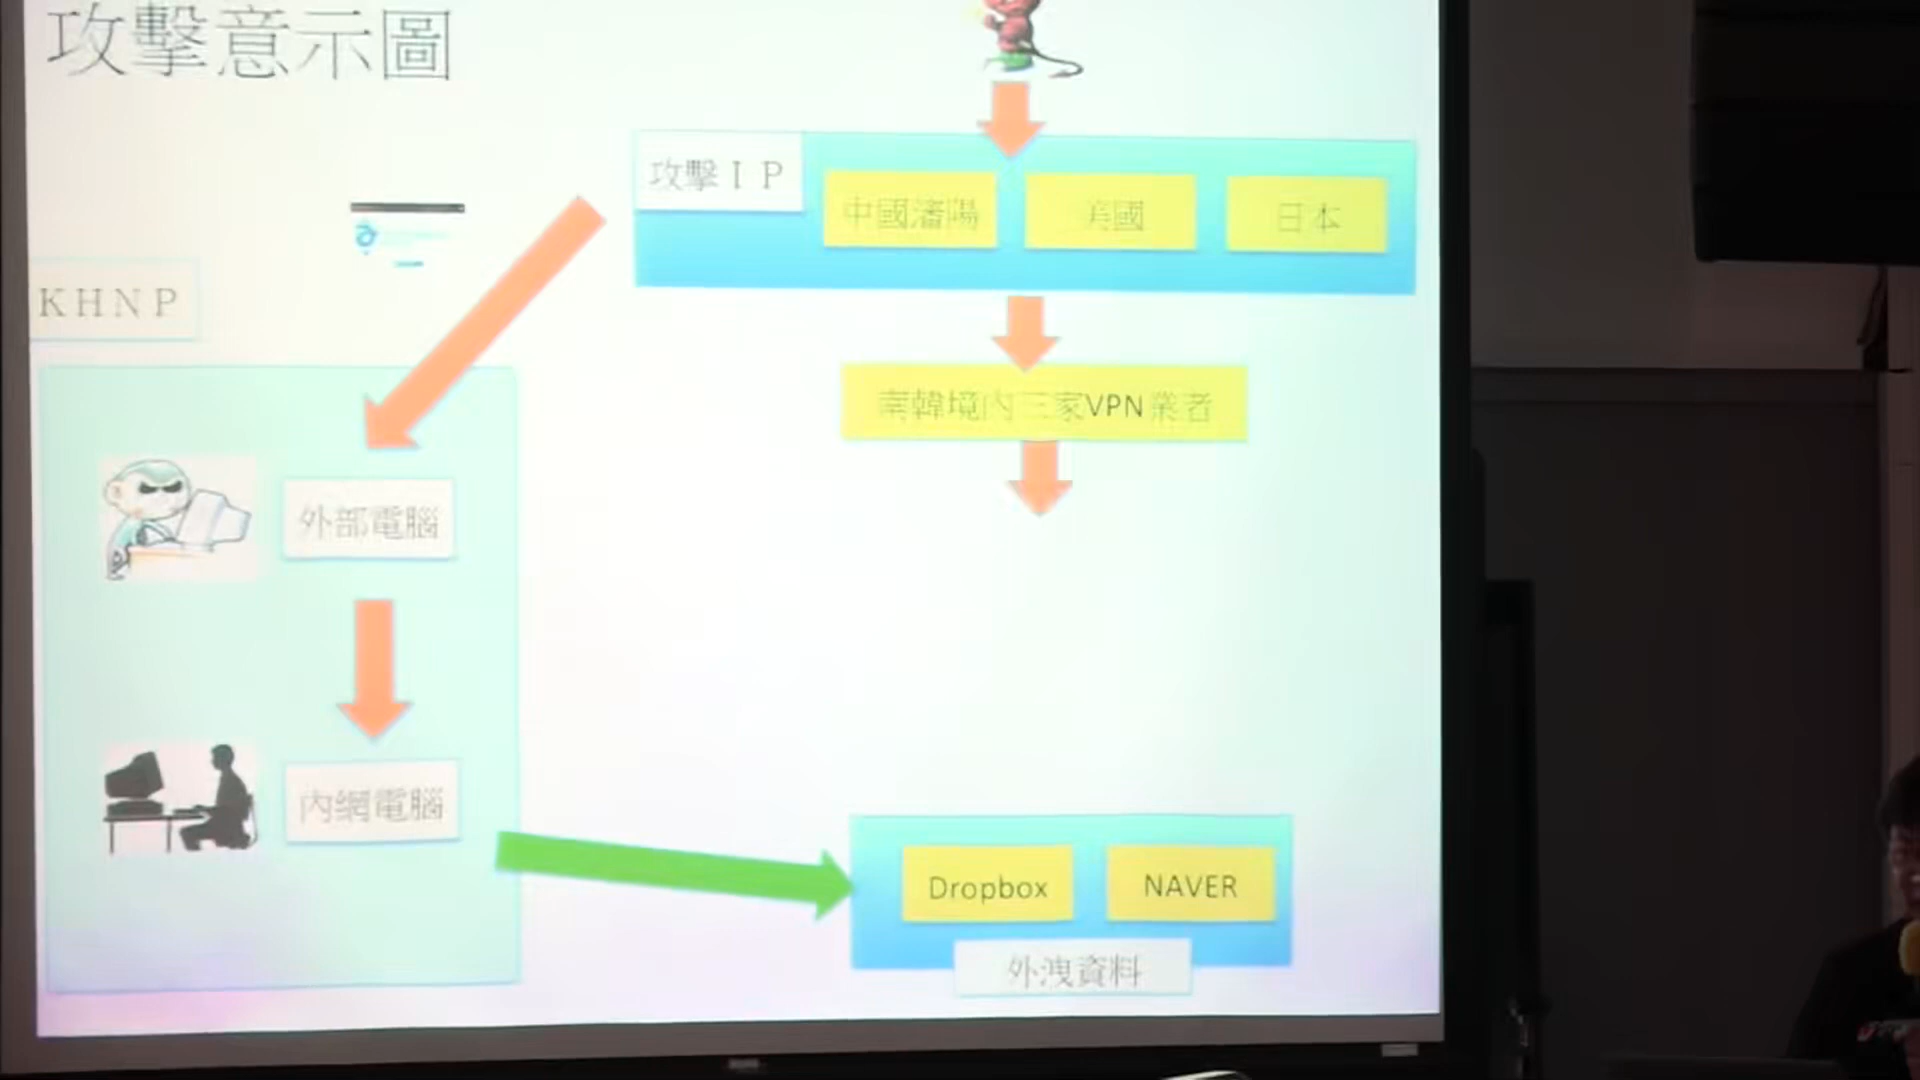 攻擊意示圖
攻擊ＩＰ
中國瀋陽
美國
日本
ＫＨＮＰ
南韓境內三家VPN業者
外部電腦
內網電腦
Dropbox
NAVER
外洩資料